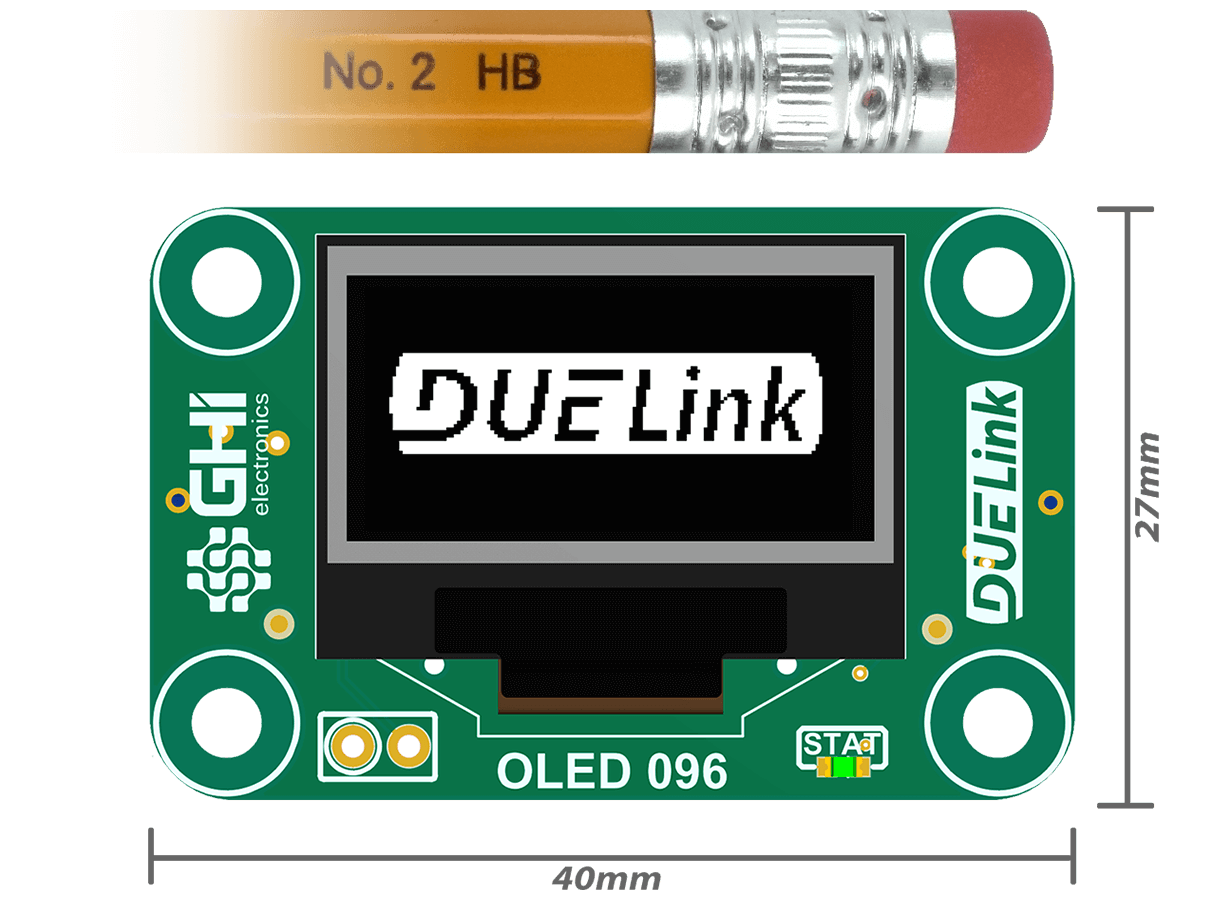 No. 2 HB
DUELink
GHI
electronics
DUELink
27mm
OLED 096
STAT
40mm